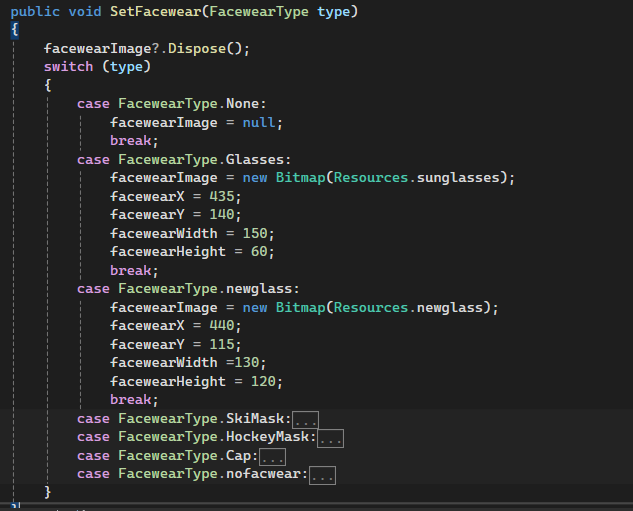 public void SetFacewear(FacewearType type)
{
facewearImage?.Dispose();
switch (type)
{
case FacewearType.None:
facewearImage = null;
break;
case FacewearType.Glasses:
facewearImage = new Bitmap(Resources.sunglasses);
facewearX = 435;
facewearY = 140;
facewearWidth = 150;
facewearHeight = 60;
break;
case FacewearType.newglass:
facewearImage = new Bitmap(Resources.newglass);
facewearX = 440;
facewearY = 115;
facewearWidth =130;
facewearHeight = 120;
break;
case FacewearType.SkiMask:...
case FacewearType.HockeyMask:...
case FacewearType.Cap:...
case FacewearType.nofacwear:...
}
}